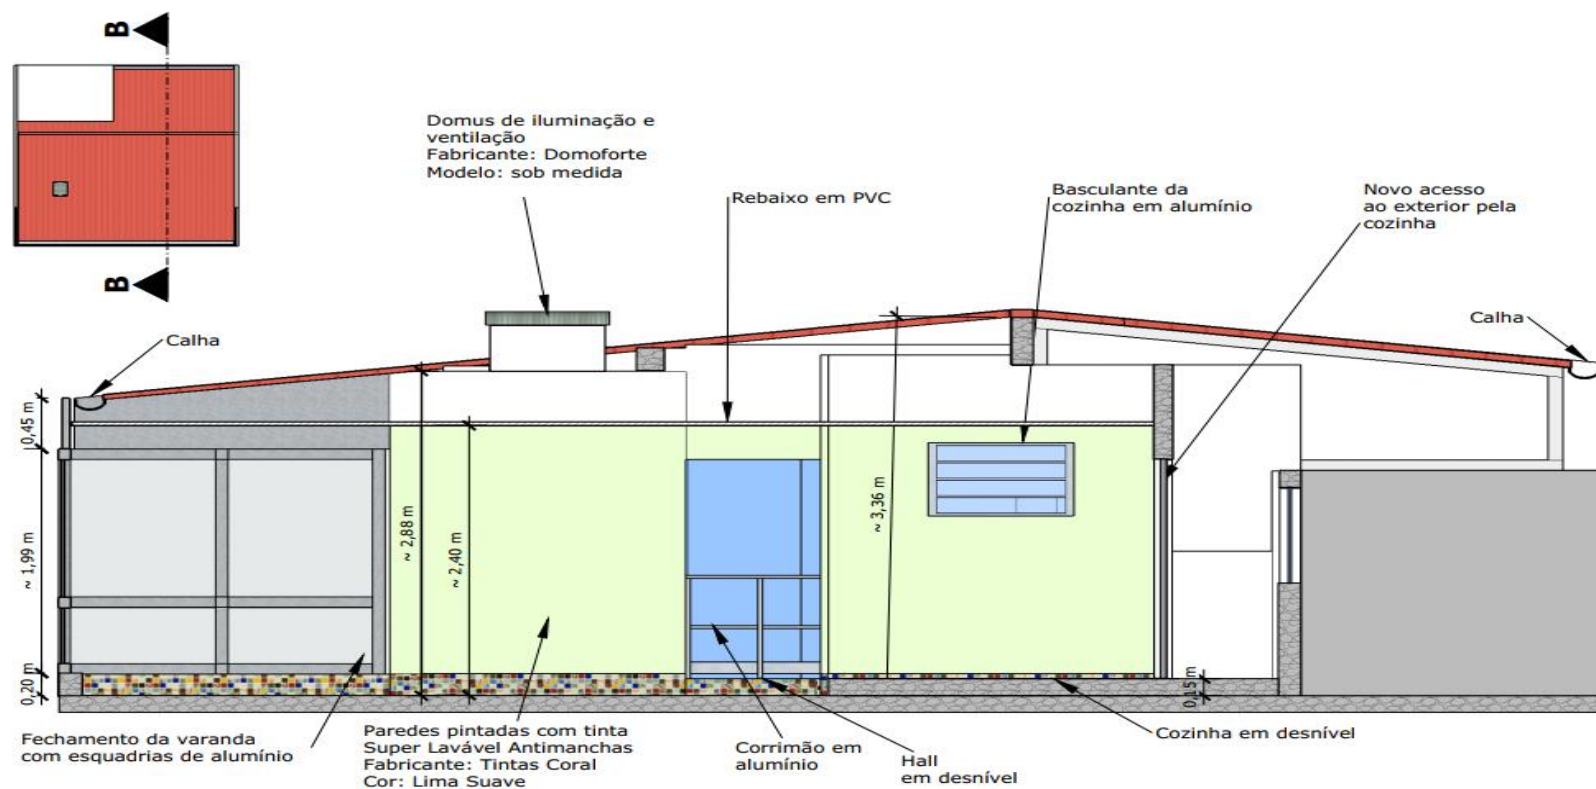 B
B
Domus de iluminação e
ventilação
Fabricante: Domoforte
Modelo: sob medida
Rebaixo em PVC
Basculante da
cozinha em alumínio
Novo acesso
ao exterior pela
cozinha
Calha
Calha
0,45 m
~ 1,99 m
0,20 m
~ 2,88 m
~ 2,40 m
~ 3,36 m
0,15 m
Fechamento da varanda
com esquadrias de alumínio
Paredes pintadas com tinta
Super Lavável Antimanchas
Fabricante: Tintas Coral
Cor: Lima Suave
Corrimão em
alumínio
Hall
em desnível
Cozinha em desnível